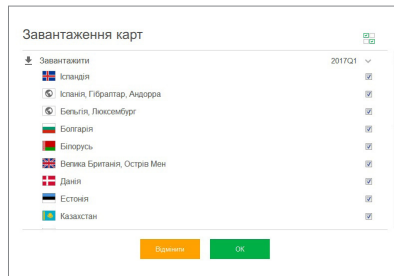 Завантаження карт
Завантажити 2017Q1
Ісландія
Іспанія, Гібралтар, Андорра
Бельгія, Люксембург
Болгарія
Білорусь
Велика Британія, Острів Мен
Данія
Естонія
Казахстан
Відмінити OK